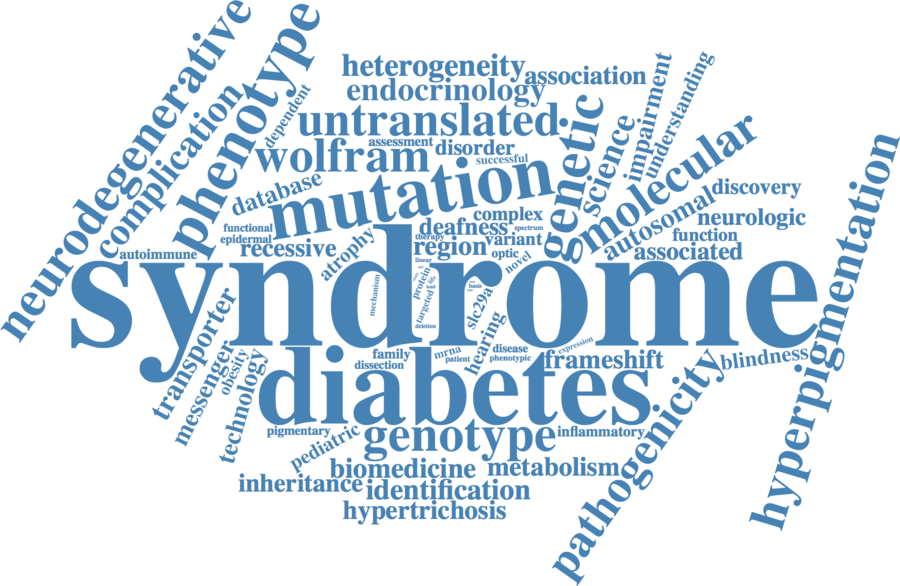 neurodegenerative
complication
phenotype
dependent
heterogeneity
association
endocrinology
untranslated
assessment
disorder
wolfram
successful
database
mutation
genetic
science
impairment
understanding
molecular
autosomal
discovery
neurologic
function
associated
hyperpigmentation
functional
epidermal
recessive
autoimmune
atrophy
complex
deafness
spectrum
therapy
region
variant
optic
novel
linear
mechanism
protein
life
targeted
deletion
basis
slc29a
syndrome
transporter
messenger
obesity
technology
hearing
family
dissection
mrna
patient
disease
phenotypic
expression
frameshift
blindness
diabetes
pathogenicity
pigmentary
pediatric
genotype
inflammatory
biomedicine
metabolism
inheritance
identification
hypertrichosis